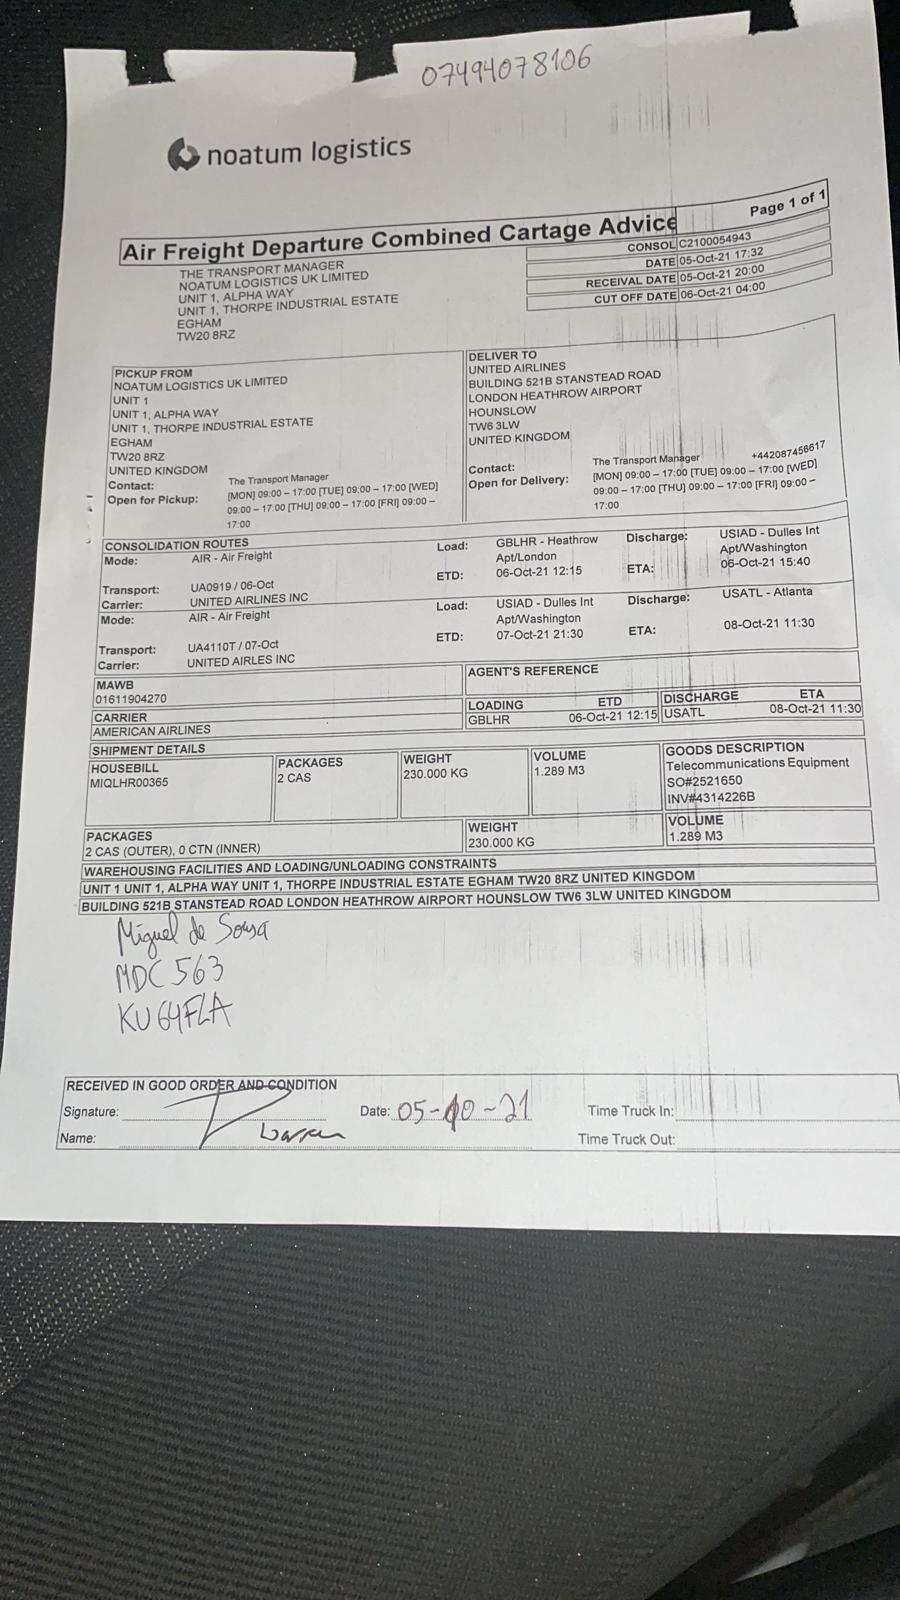 07494078106
noatum logistics
Air Freight Departure Combined Cartage Advice
Page 1 of 1
THE TRANSPORT MANAGER
NOATUM LOGISTICS UK LIMITED
UNIT 1, ALPHA WAY
UNIT 1, THORPE INDUSTRIAL ESTATE
EGHAM
TW20 8RZ
CONSOL C2100054943
DATE 05-Oct-21 17:32
RECEIVAL DATE 05-Oct-21 20:00
CUT OFF DATE 06-Oct-21 04:00
PICKUP FROM
NOATUM LOGISTICS UK LIMITED
UNIT 1
UNIT 1, ALPHA WAY
UNIT 1, THORPE INDUSTRIAL ESTATE
EGHAM
TW20 8RZ
UNITED KINGDOM
Contact: The Transport Manager
Open for Pickup: [MON] 09:00 – 17:00 [TUE] 09:00 – 17:00 [WED]
09:00 – 17:00 [THU] 09:00 – 17:00 [FRI] 09:00 –
17:00
DELIVER TO
UNITED AIRLINES
BUILDING 521B STANSTEAD ROAD
LONDON HEATHROW AIRPORT
HOUNSLOW
TW6 3LW
UNITED KINGDOM
Contact: The Transport Manager +442087456617
Open for Delivery: [MON] 09:00 – 17:00 [TUE] 09:00 – 17:00 [WED]
09:00 – 17:00 [THU] 09:00 – 17:00 [FRI] 09:00 –
17:00
CONSOLIDATION ROUTES
Mode: AIR - Air Freight Load: GBLHR - Heathrow Discharge: USIAD - Dulles Int
Apt/London Apt/Washington
ETD: 06-Oct-21 12:15 ETA: 06-Oct-21 15:40
Transport: UA0919 / 06-Oct
Carrier: UNITED AIRLINES INC
Mode: AIR - Air Freight Load: USIAD - Dulles Int Discharge: USATL - Atlanta
Apt/Washington
ETD: 07-Oct-21 21:30 ETA: 08-Oct-21 11:30
Transport: UA4110T / 07-Oct
Carrier: UNITED AIRLES INC
MAWB AGENT'S REFERENCE
01611904270
CARRIER LOADING ETD DISCHARGE ETA
AMERICAN AIRLINES GBLHR 06-Oct-21 12:15 USATL 08-Oct-21 11:30
SHIPMENT DETAILS
HOUSEBILL PACKAGES WEIGHT VOLUME GOODS DESCRIPTION
MIQLHR00365 2 CAS 230.000 KG 1.289 M3 Telecommunications Equipment
SO#2521650
INV#4314226B
PACKAGES WEIGHT VOLUME
2 CAS (OUTER), 0 CTN (INNER) 230.000 KG 1.289 M3
WAREHOUSING FACILITIES AND LOADING/UNLOADING CONSTRAINTS
UNIT 1 UNIT 1, ALPHA WAY UNIT 1, THORPE INDUSTRIAL ESTATE EGHAM TW20 8RZ UNITED KINGDOM
BUILDING 521B STANSTEAD ROAD LONDON HEATHROW AIRPORT HOUNSLOW TW6 3LW UNITED KINGDOM
Miguel de Sousa
MDC 563
KU64FLA
RECEIVED IN GOOD ORDER AND CONDITION
Signature: Date: 05-10-21 Time Truck In:
Name: Warren Time Truck Out: